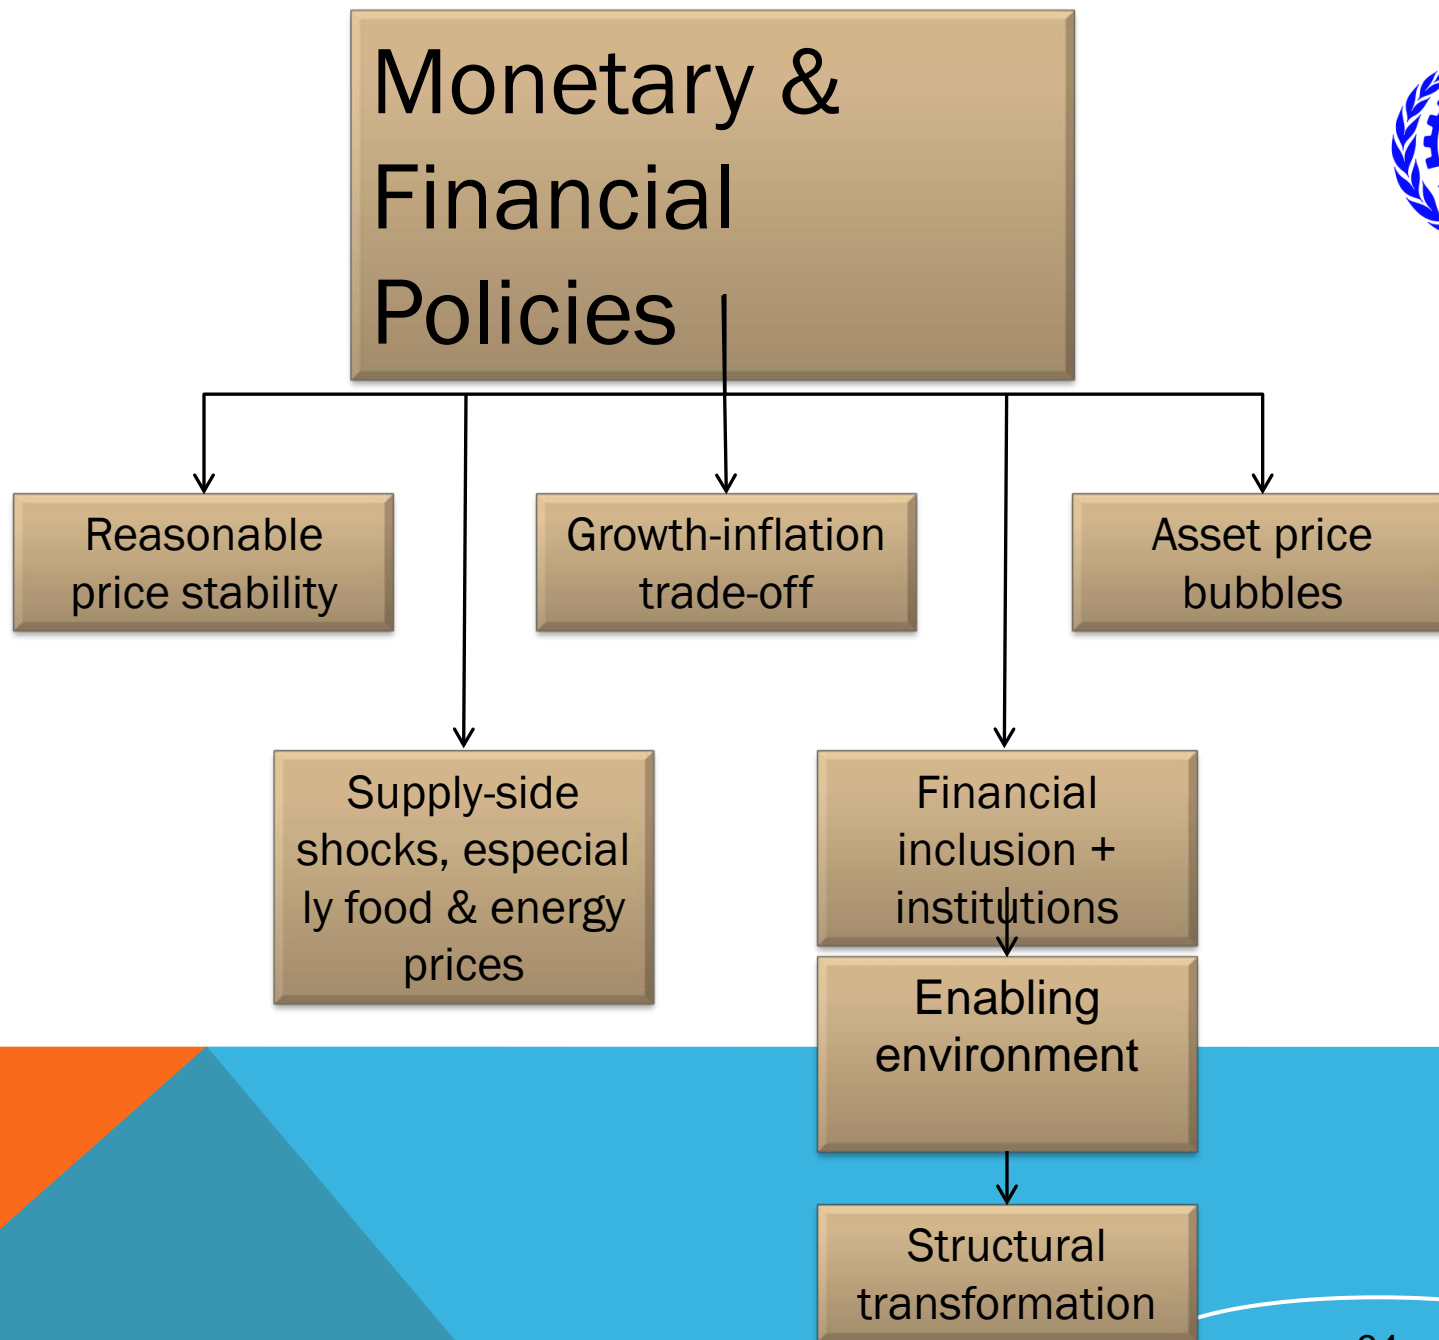 Monetary &
Financial
Policies
Reasonable
price stability
Growth-inflation
trade-off
Asset price
bubbles
Supply-side
shocks, especial
ly food & energy
prices
Financial
inclusion +
institutions
Enabling
environment
Structural
transformation